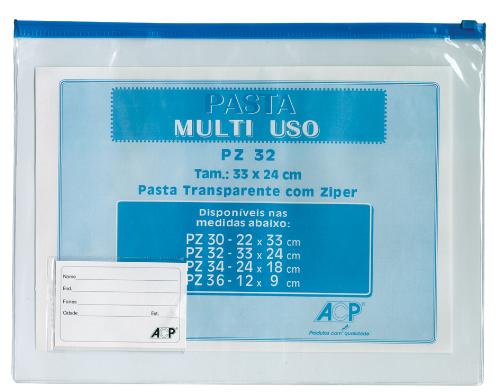 PASTA
MULTI USO
PZ 32
Tam.: 33 x 24 cm
Pasta Transparente com Ziper
Disponíveis nas
medidas abaixo:
PZ 30 - 22 x 33 cm
PZ 32 - 33 x 24 cm
PZ 34 - 24 x 18 cm
PZ 36 - 12 x 9 cm
ACP
Produtos com qualidade
Nome
End.
Fones
Cidade Est.
ACP